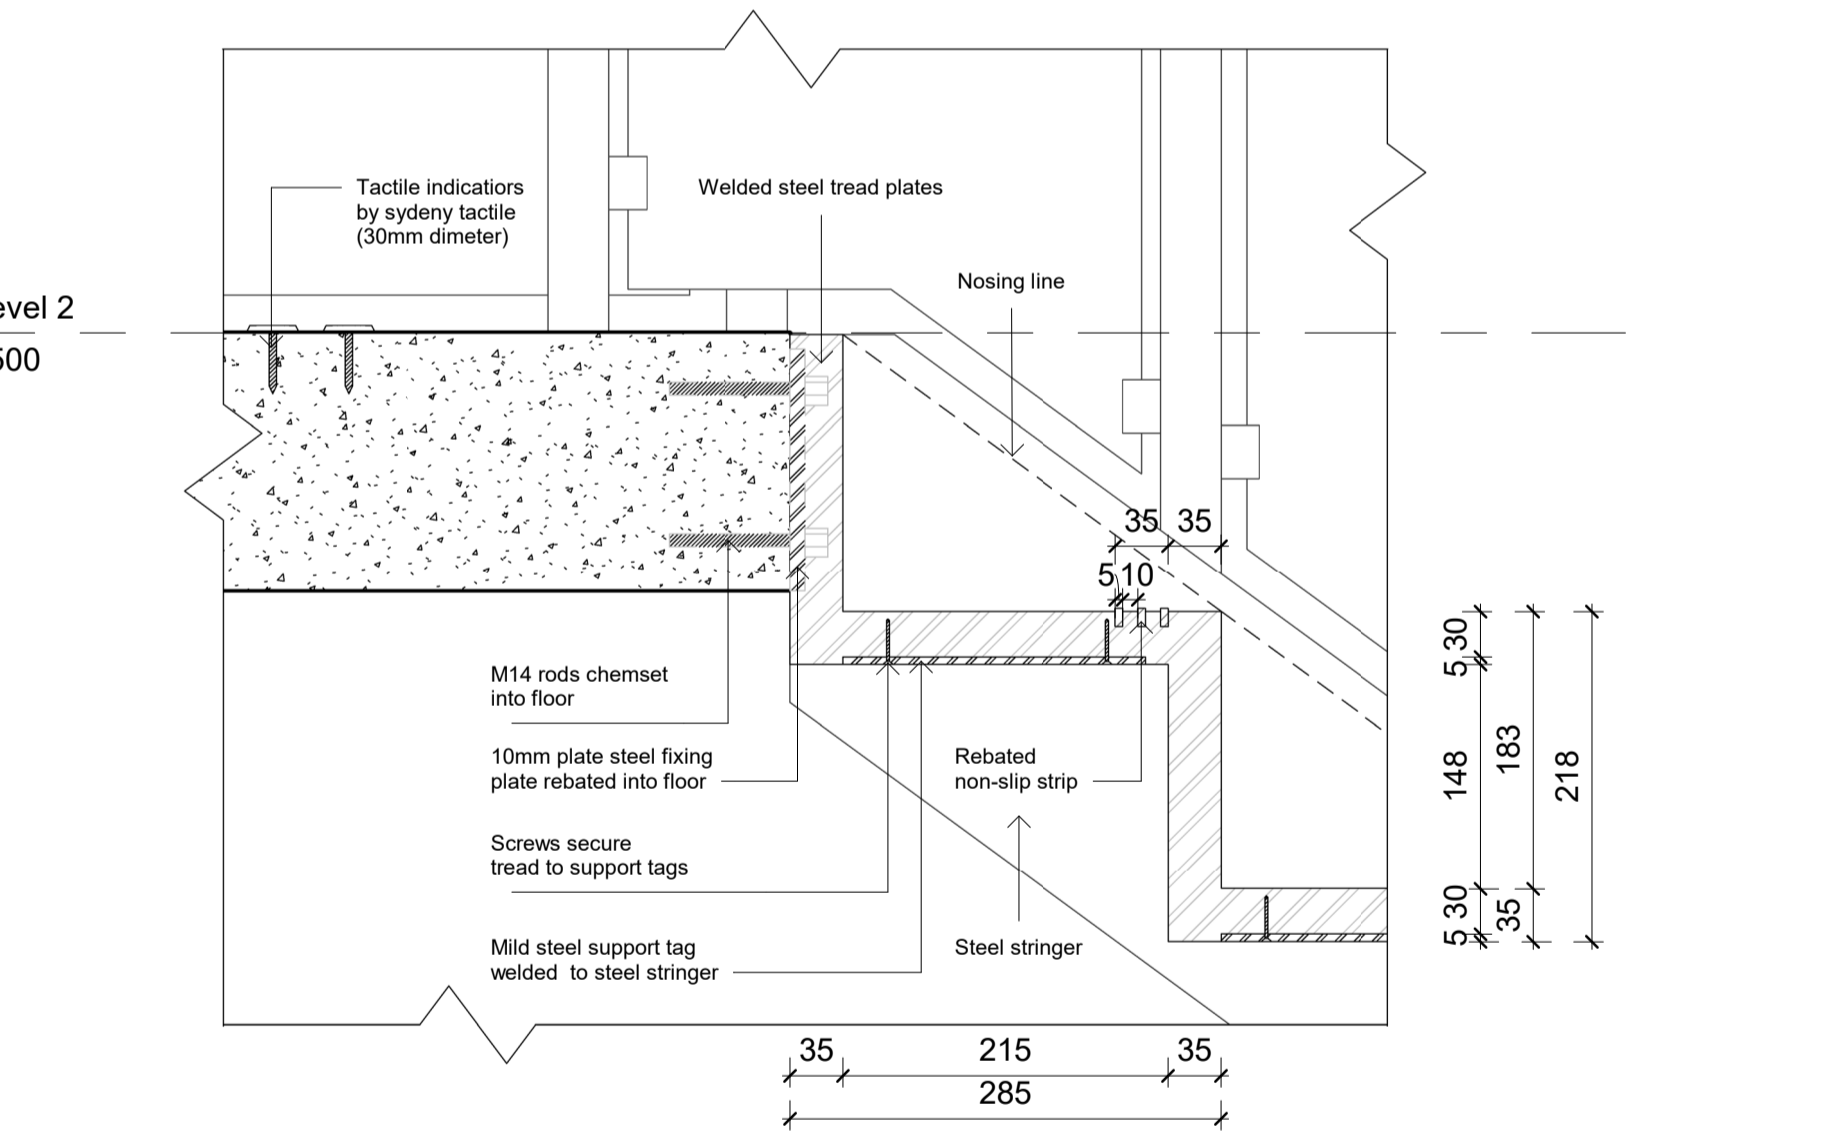 Tactile indicatiors
by sydeny tactile
(30mm dimeter)
Welded steel tread plates
Nosing line
evel 2
500
35 35
5 10
M14 rods chemset
into floor
10mm plate steel fixing
plate rebated into floor
Screws secure
tread to support tags
Mild steel support tag
welded  to steel stringer
Rebated
non-slip strip
Steel stringer
5 30
148
5 30
183
35
218
35 215 35
285